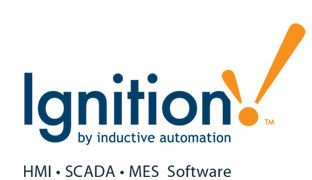 Ignition!™
by inductive automation
HMI • SCADA • MES Software